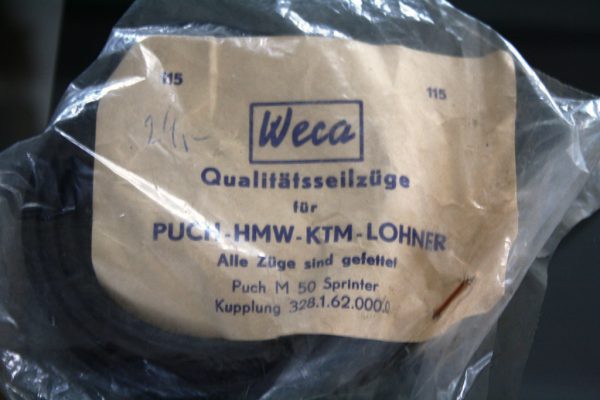 115
115
Weca
Qualitätsseilzüge
für
PUCH-HMW-KTM-LOHNER
Alle Züge sind gefettet
Puch M 50 Sprinter
Kupplung 328.1.62.000.0